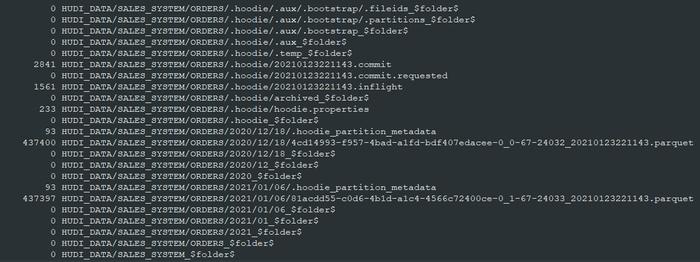 0 HUDI_DATA/SALES_SYSTEM/ORDERS/.hoodie/.aux/.bootstrap/.fileids_$folder$
0 HUDI_DATA/SALES_SYSTEM/ORDERS/.hoodie/.aux/.bootstrap/.partitions_$folder$
0 HUDI_DATA/SALES_SYSTEM/ORDERS/.hoodie/.aux/.bootstrap_$folder$
0 HUDI_DATA/SALES_SYSTEM/ORDERS/.hoodie/.aux_$folder$
0 HUDI_DATA/SALES_SYSTEM/ORDERS/.hoodie/.temp_$folder$
2841 HUDI_DATA/SALES_SYSTEM/ORDERS/.hoodie/20210123221143.commit
0 HUDI_DATA/SALES_SYSTEM/ORDERS/.hoodie/20210123221143.commit.requested
1561 HUDI_DATA/SALES_SYSTEM/ORDERS/.hoodie/20210123221143.inflight
0 HUDI_DATA/SALES_SYSTEM/ORDERS/.hoodie/archived_$folder$
233 HUDI_DATA/SALES_SYSTEM/ORDERS/.hoodie/hoodie.properties
0 HUDI_DATA/SALES_SYSTEM/ORDERS/.hoodie_$folder$
93 HUDI_DATA/SALES_SYSTEM/ORDERS/2020/12/18/.hoodie_partition_metadata
437400 HUDI_DATA/SALES_SYSTEM/ORDERS/2020/12/18/4cd14993-f957-4bad-a1fd-bdf407edacee-0_0-67-24032_20210123221143.parquet
0 HUDI_DATA/SALES_SYSTEM/ORDERS/2020/12/18_$folder$
0 HUDI_DATA/SALES_SYSTEM/ORDERS/2020/12_$folder$
0 HUDI_DATA/SALES_SYSTEM/ORDERS/2020_$folder$
93 HUDI_DATA/SALES_SYSTEM/ORDERS/2021/01/06/.hoodie_partition_metadata
437397 HUDI_DATA/SALES_SYSTEM/ORDERS/2021/01/06/81acdd55-c0d6-4b1d-a1c4-4566c72400ce-0_1-67-24033_20210123221143.parquet
0 HUDI_DATA/SALES_SYSTEM/ORDERS/2021/01/06_$folder$
0 HUDI_DATA/SALES_SYSTEM/ORDERS/2021/01_$folder$
0 HUDI_DATA/SALES_SYSTEM/ORDERS/2021_$folder$
0 HUDI_DATA/SALES_SYSTEM/ORDERS_$folder$
0 HUDI_DATA/SALES_SYSTEM_$folder$